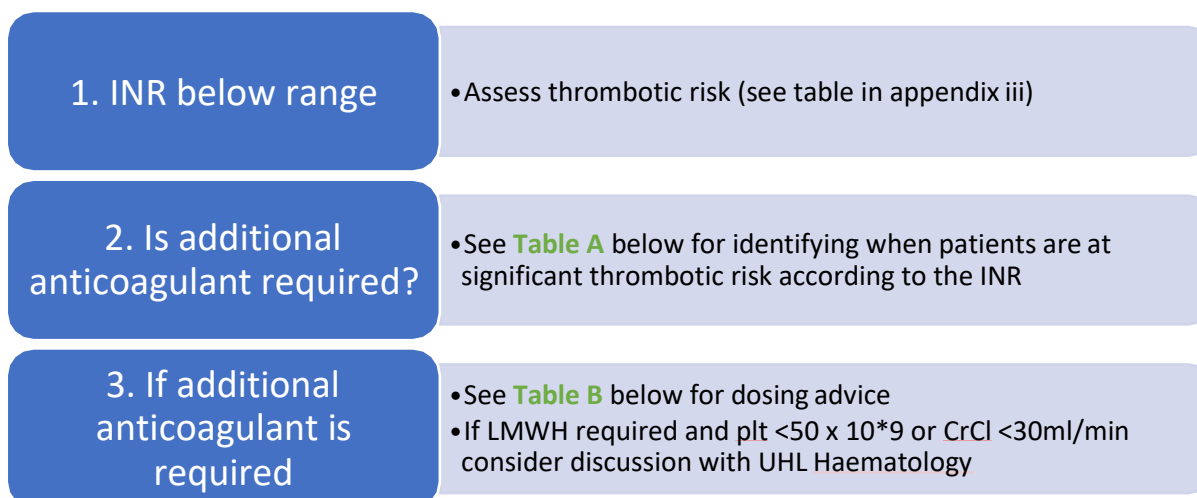 1. INR below range
•Assess thrombotic risk (see table in appendix iii)
2. Is additional
anticoagulant required?
•See Table A below for identifying when patients are at
significant thrombotic risk according to the INR
3. If additional
anticoagulant is
required
•See Table B below for dosing advice
•If LMWH required and plt <50 x 10*9 or CrCl <30ml/min
consider discussion with UHL Haematology